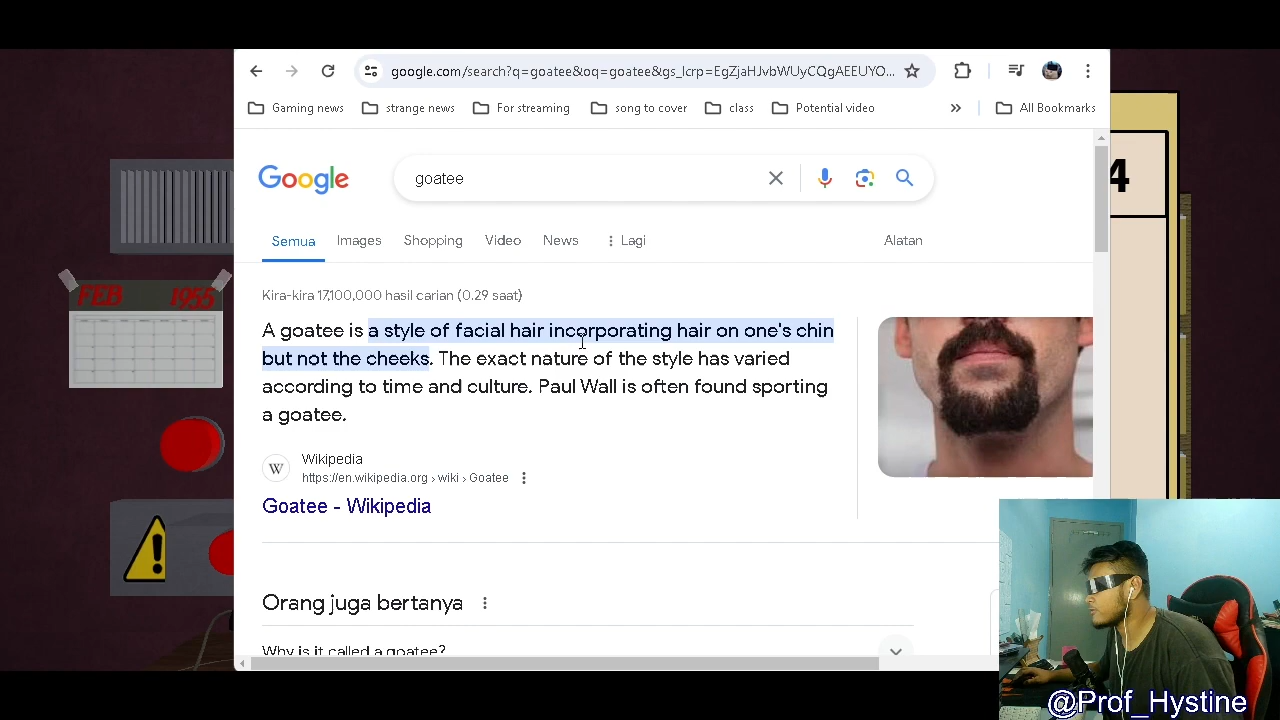 google.com/search?q=goatee&oq=goatee&gs_lcrp=EgZjaHJvbWUyCQgAEEUYO...
Gaming news
strange news
For streaming
song to cover
class
Potential video
»
All Bookmarks
Google
goatee
Semua
Images
Shopping
Video
News
Lagi
Alatan
4
FEB 1955
Kira-kira 17,100,000 hasil carian (0.27 saat)
A goatee is a style of facial hair incorporating hair on one's chin
but not the cheeks. The exact nature of the style has varied
according to time and culture. Paul Wall is often found sporting
a goatee.
W
Wikipedia
https://en.wikipedia.org › wiki › Goatee
Goatee - Wikipedia
Orang juga bertanya
Why is it called a goatee?
@Prof_Hystine